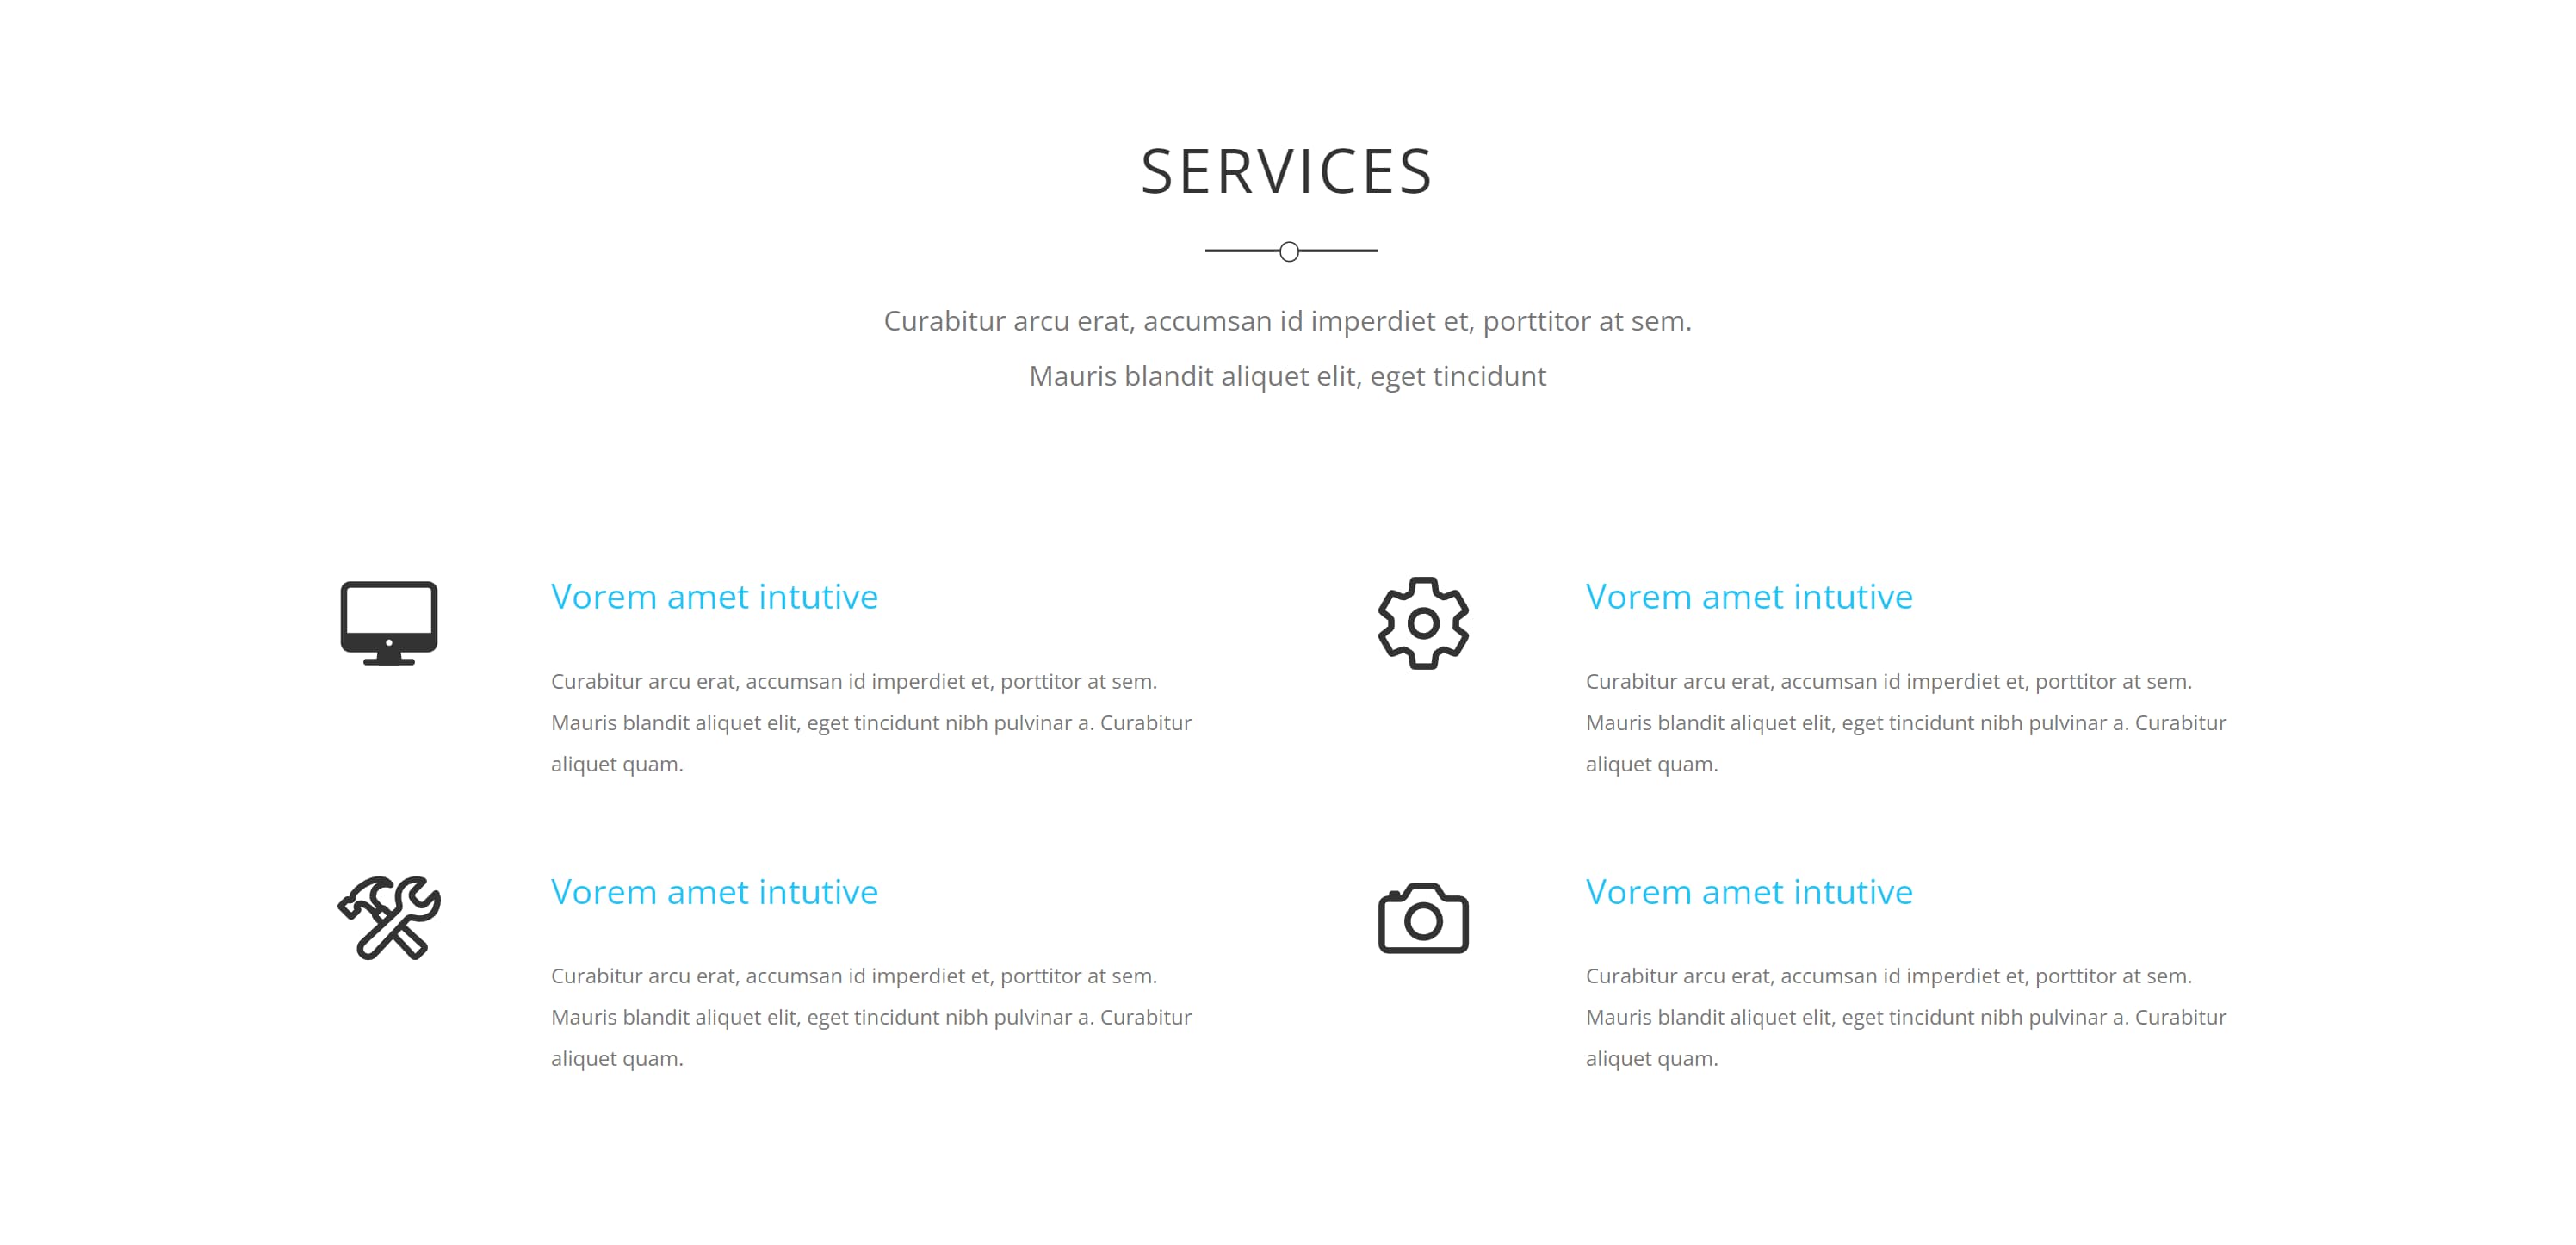 SERVICES
Curabitur arcu erat, accumsan id imperdiet et, porttitor at sem.
Mauris blandit aliquet elit, eget tincidunt
Vorem amet intutive
Curabitur arcu erat, accumsan id imperdiet et, porttitor at sem.
Mauris blandit aliquet elit, eget tincidunt nibh pulvinar a. Curabitur
aliquet quam.
Vorem amet intutive
Curabitur arcu erat, accumsan id imperdiet et, porttitor at sem.
Mauris blandit aliquet elit, eget tincidunt nibh pulvinar a. Curabitur
aliquet quam.
Vorem amet intutive
Curabitur arcu erat, accumsan id imperdiet et, porttitor at sem.
Mauris blandit aliquet elit, eget tincidunt nibh pulvinar a. Curabitur
aliquet quam.
Vorem amet intutive
Curabitur arcu erat, accumsan id imperdiet et, porttitor at sem.
Mauris blandit aliquet elit, eget tincidunt nibh pulvinar a. Curabitur
aliquet quam.